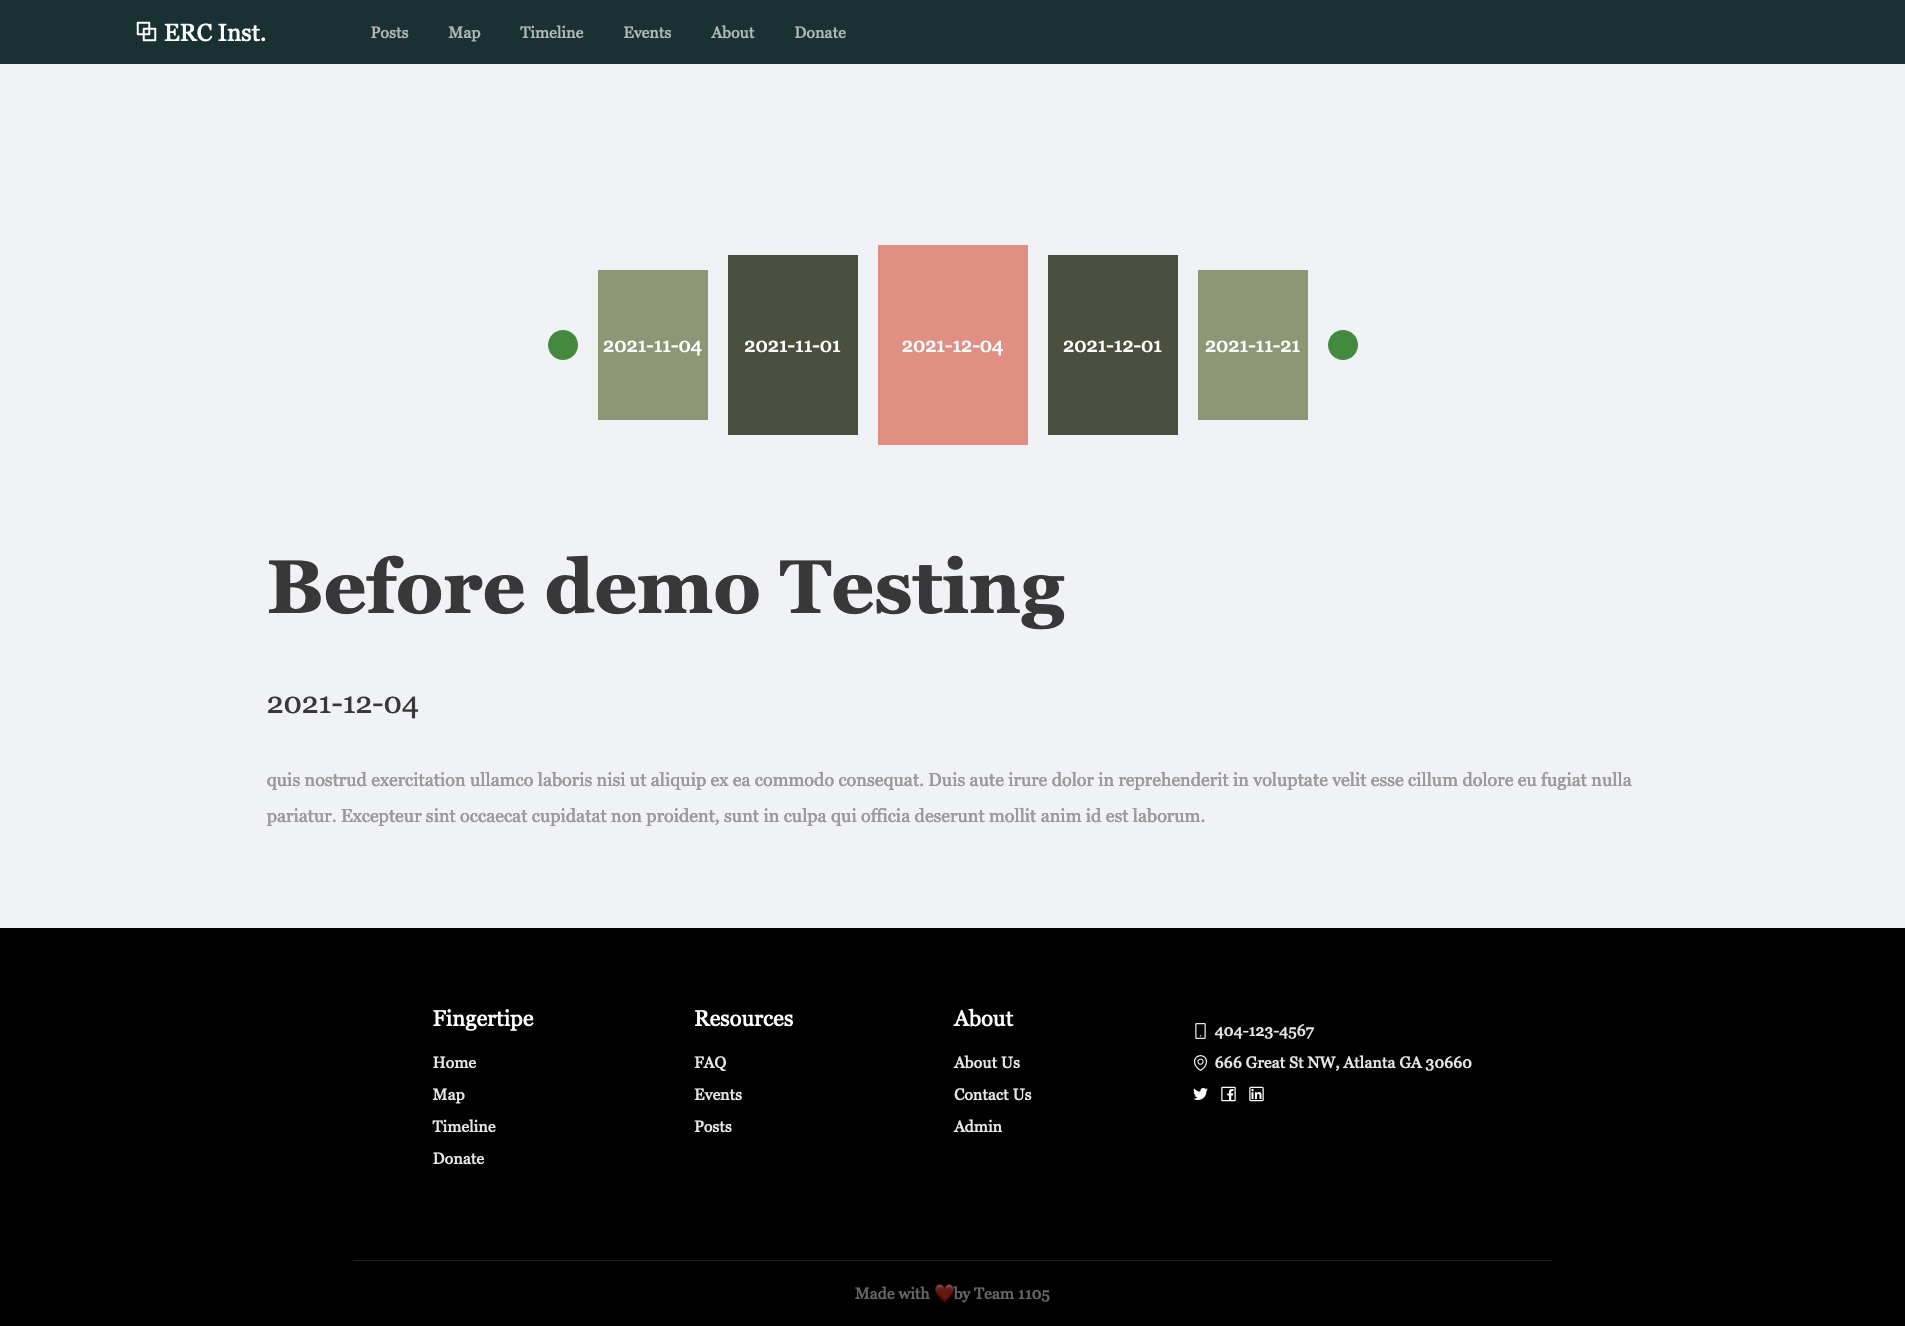 ERC Inst.
Posts Map Timeline Events About Donate
2021-11-04 2021-11-01 2021-12-04 2021-12-01 2021-11-21
Before demo Testing
2021-12-04
quis nostrud exercitation ullamco laboris nisi ut aliquip ex ea commodo consequat. Duis aute irure dolor in reprehenderit in voluptate velit esse cillum dolore eu fugiat nulla
pariatur. Excepteur sint occaecat cupidatat non proident, sunt in culpa qui officia deserunt mollit anim id est laborum.
Fingertipe
Home
Map
Timeline
Donate
Resources
FAQ
Events
Posts
About
About Us
Contact Us
Admin
404-123-4567
666 Great St NW, Atlanta GA 30660
Made with ❤️by Team 1105